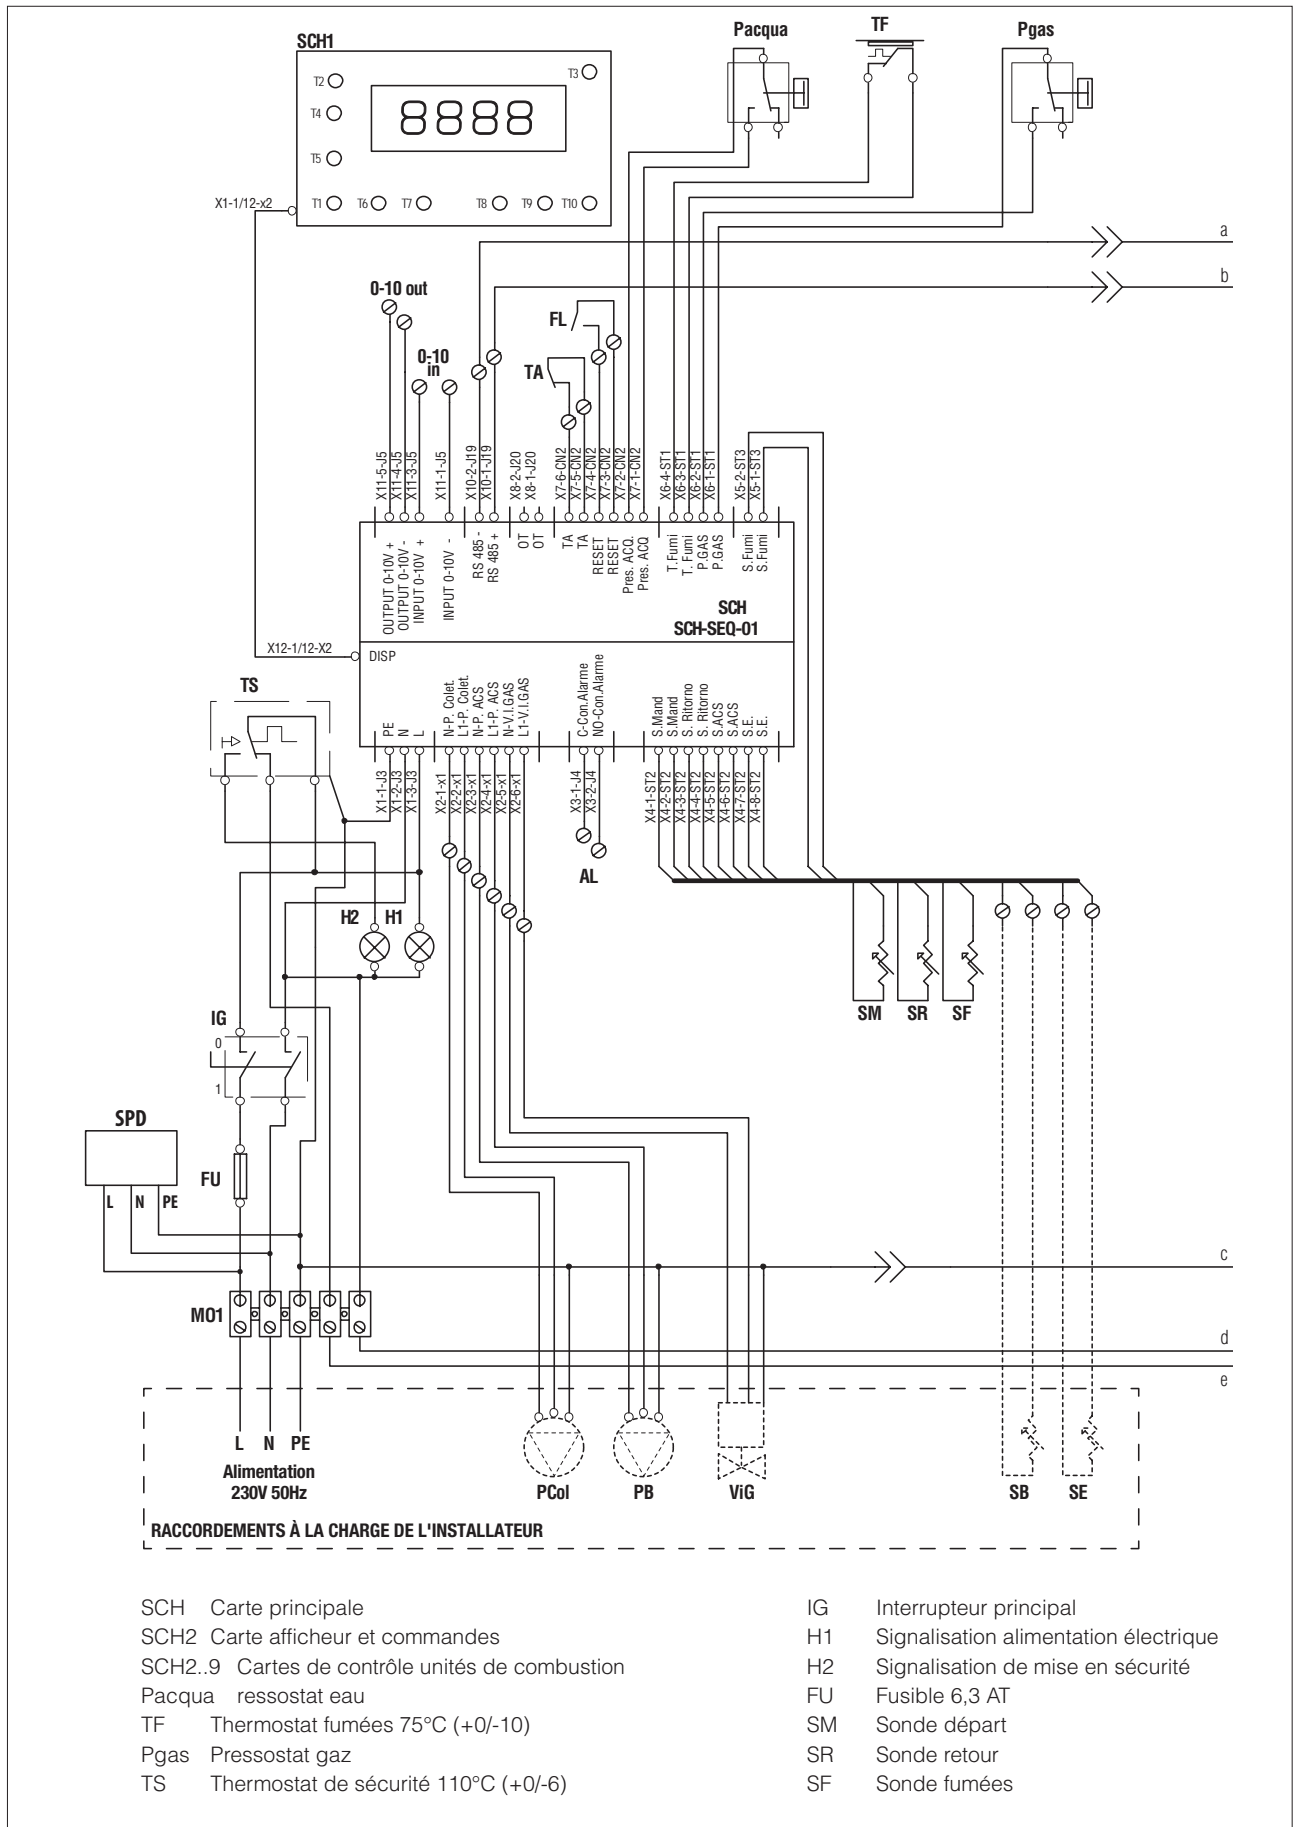 Pacqua
TF
Pgas
SCH1
T2
T3
T4
8888
T5
T1
T6
T7
T8
T9
T10
X1-1/12-x2
a
b
0-10 out
0-10
in
FL
TA
X11-5-J5
X11-4-J5
X11-3-J5
X11-1-J5
X10-2-J19
X10-1-J19
X8-2-J20
X8-1-J20
X7-6-CN2
X7-5-CN2
X7-4-CN2
X7-3-CN2
X7-2-CN2
X7-1-CN2
X6-4-ST1
X6-3-ST1
X6-2-ST1
X6-1-ST1
X5-2-ST3
X5-1-ST3
OUTPUT 0-10V +
OUTPUT 0-10V -
INPUT 0-10V +
INPUT 0-10V -
RS 485 -
RS 485 +
OT
OT
TA
TA
RESET
RESET
Pres. ACQ.
Pres. ACQ
T.Fumi
T. Fumi
P.GAS
P.GAS
S.Fumi
S.Fumi
SCH
SCH-SEQ-01
X12-1/12-X2
DISP
TS
PE
N
L
N-P. Colet.
L1-P. Colet.
N-P. ACS
L1-P. ACS
N-V.I.GAS
L1-V.I.GAS
C-Con.Alarme
NO-Con.Alarme
S.Mand
S.Mand
S. Ritorno
S. Ritorno
S.ACS
S.ACS
S.E.
S.E.
X1-1-J3
X1-2-J3
X1-3-J3
X2-1-x1
X2-2-x1
X2-3-x1
X2-4-x1
X2-5-x1
X2-6-x1
X3-1-J4
X3-2-J4
X4-1-ST2
X4-2-ST2
X4-3-ST2
X4-4-ST2
X4-5-ST2
X4-6-ST2
X4-7-ST2
X4-8-ST2
AL
H2
H1
SM
SR
SF
IG
0
1
SPD
FU
L
N
PE
c
MO1
d
e
L
N
PE
Alimentation
230V 50Hz
PCol
PB
ViG
SB
SE
RACCORDEMENTS À LA CHARGE DE L'INSTALLATEUR
SCH Carte principale
SCH2 Carte afficheur et commandes
SCH2..9 Cartes de contrôle unités de combustion
Pacqua ressostat eau
TF Thermostat fumées 75°C (+0/-10)
Pgas Pressostat gaz
TS Thermostat de sécurité 110°C (+0/-6)
IG Interrupteur principal
H1 Signalisation alimentation électrique
H2 Signalisation de mise en sécurité
FU Fusible 6,3 AT
SM Sonde départ
SR Sonde retour
SF Sonde fumées